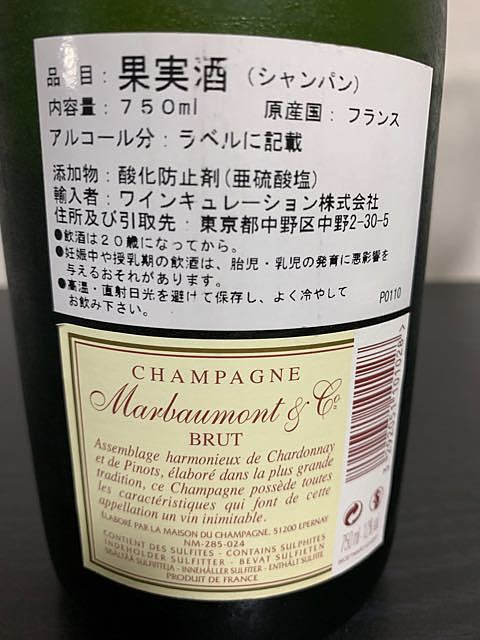 品　目：果実酒（シャンパン）
内容量：７５０ml　原産国：フランス
アルコール分：ラベルに記載
添加物：酸化防止剤(亜硫酸塩)
輸入者：ワインキュレーション株式会社
住所及び引取先：東京都中野区中野2-30-5
●飲酒は２０歳になってから。
●妊娠中や授乳期の飲酒は、胎児・乳児の発育に悪影響を
与えるおそれがあります。
●高温・直射日光を避けて保存し、よく冷やして
お飲み下さい。
P0110
CHAMPAGNE
Marbaumont & Co
BRUT
Assemblage harmonieux de Chardonnay
et de Pinots, élaboré dans la plus grande
tradition, ce Champagne possède toutes
les caractéristiques qui font de cette
appellation un vin inimitable.
ÉLABORÉ PAR LA MAISON DU CHAMPAGNE, 51200 EPERNAY
NM-285-024
CONTIENT DES SULFITES - CONTAINS SULPHITES
INDEHOLDER SULFITTER - BEVAT SULFIETEN
SISÄLTÄÄ SULFIITTEJA - INNEHÅLLER SULFITER - ENTHÄLT SULFITE
PRODUIT DE FRANCE
750ml